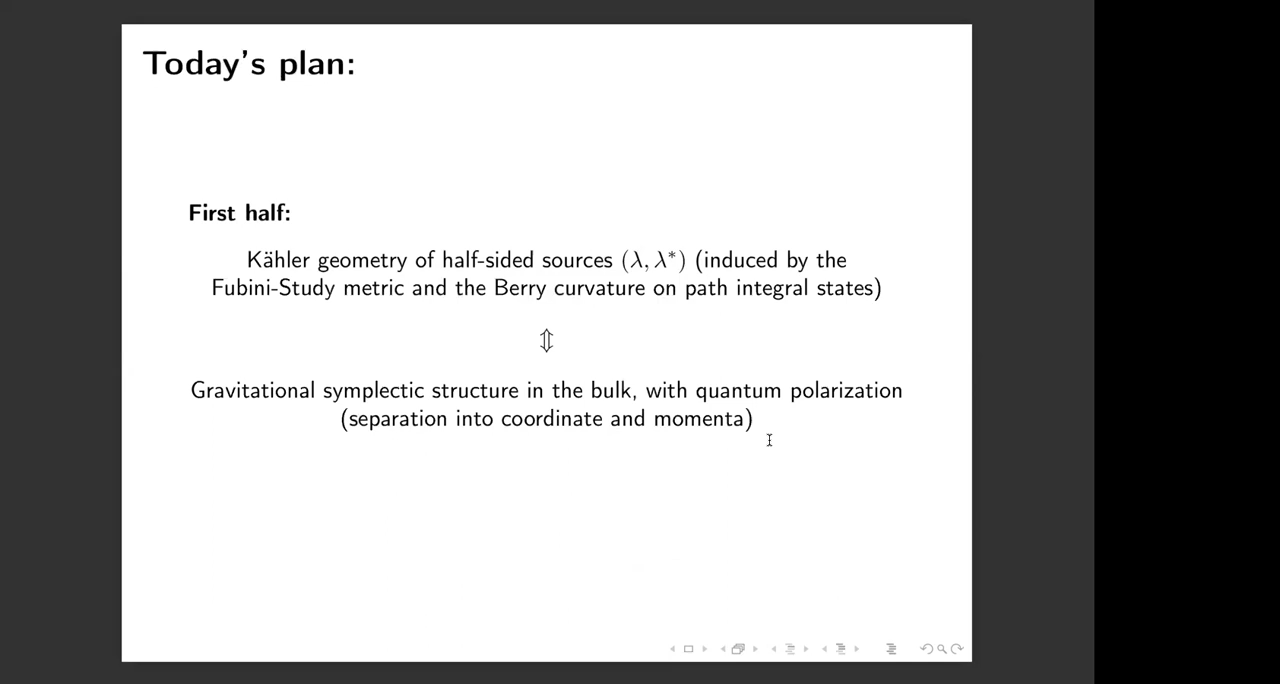 Today's plan:
First half:
Kähler geometry of half-sided sources (λ, λ*) (induced by the
Fubini-Study metric and the Berry curvature on path integral states)
⇕
Gravitational symplectic structure in the bulk, with quantum polarization
(separation into coordinate and momenta)